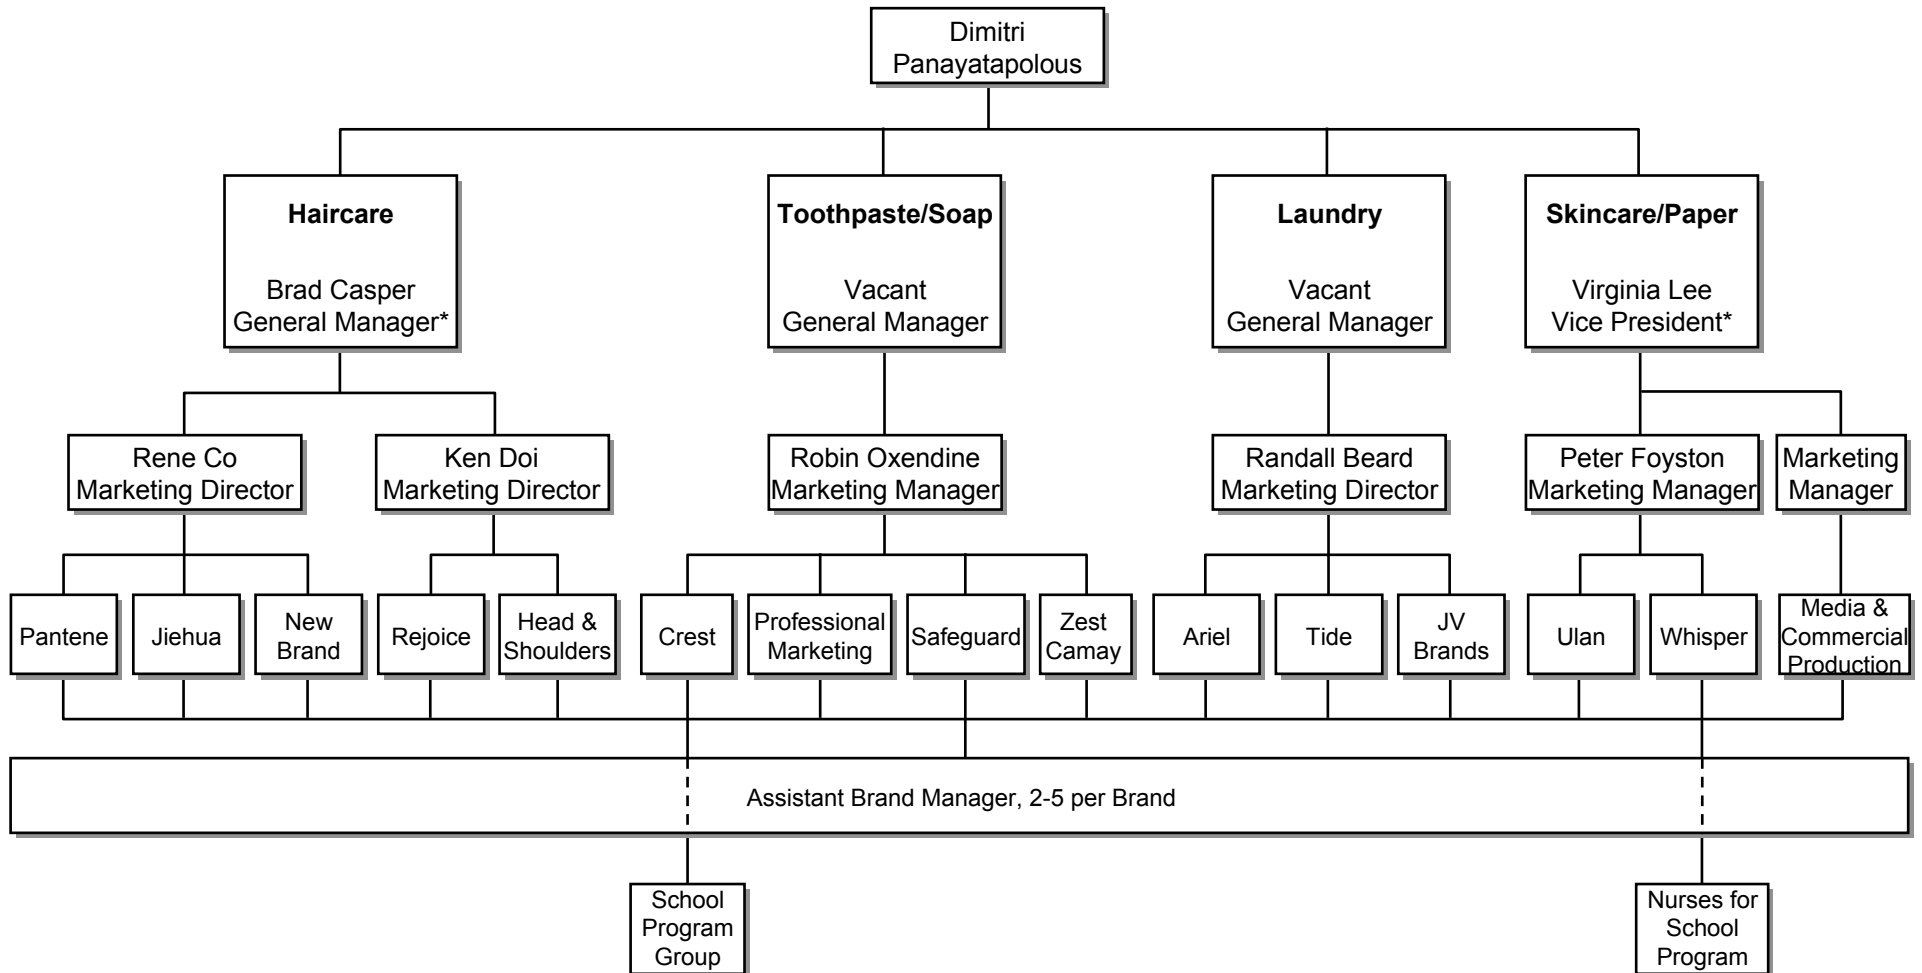 Dimitri
Panayatapolous
Haircare
Brad Casper
General Manager*
Toothpaste/Soap
Vacant
General Manager
Laundry
Vacant
General Manager
Skincare/Paper
Virginia Lee
Vice President*
Rene Co
Marketing Director
Ken Doi
Marketing Director
Robin Oxendine
Marketing Manager
Randall Beard
Marketing Director
Peter Foyston
Marketing Manager
Marketing
Manager
Pantene
Jiehua
New
Brand
Rejoice
Head &
Shoulders
Crest
Professional
Marketing
Safeguard
Zest
Camay
Ariel
Tide
JV
Brands
Ulan
Whisper
Media &
Commercial
Production
Assistant Brand Manager, 2-5 per Brand
School
Program
Group
Nurses for
School
Program